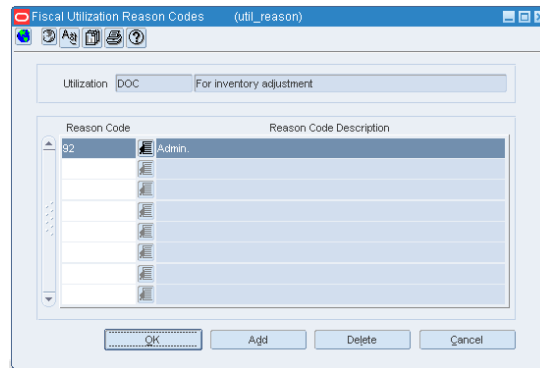 Fiscal Utilization Reason Codes (util_reason)
Utilization DOC For inventory adjustment
Reason Code Reason Code Description
92 Admin.
OK Add Delete Cancel